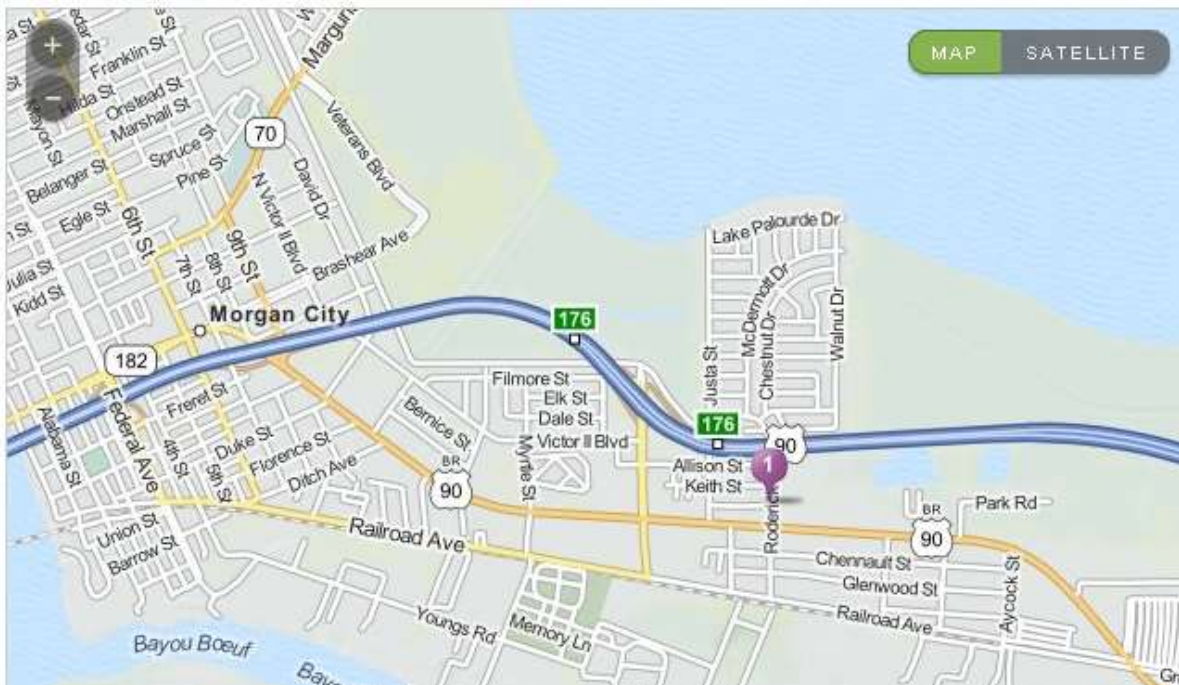 +
−
MAP
SATELLITE
Franklin St
Hilda St
Onstead St
Marshall St
Mayon St
70
Veterans Blvd
Spruce St
Pine St
Belanger St
David Dr
N Victor II Blvd
Egle St
6th St
7th St
8th St
9th St
Brashear Ave
Julia St
Kidd St
Lake Palourde Dr
McDermott Dr
Chestnut Dr
Walnut Dr
Justa St
Morgan City
176
182
Federal Ave
Alabama St
Freret St
4th St
5th St
Duke St
Florence St
Ditch Ave
Bernice St
Filmore St
Elk St
Dale St
Victor II Blvd
Myrtle St
176
90
Allison St
Keith St
1
Roderick
BR
90
BR
90
Park Rd
Union St
Barrow St
Railroad Ave
Chennault St
Glenwood St
Railroad Ave
Aycock St
Youngs Rd
Memory Ln
Bayou Boeuf